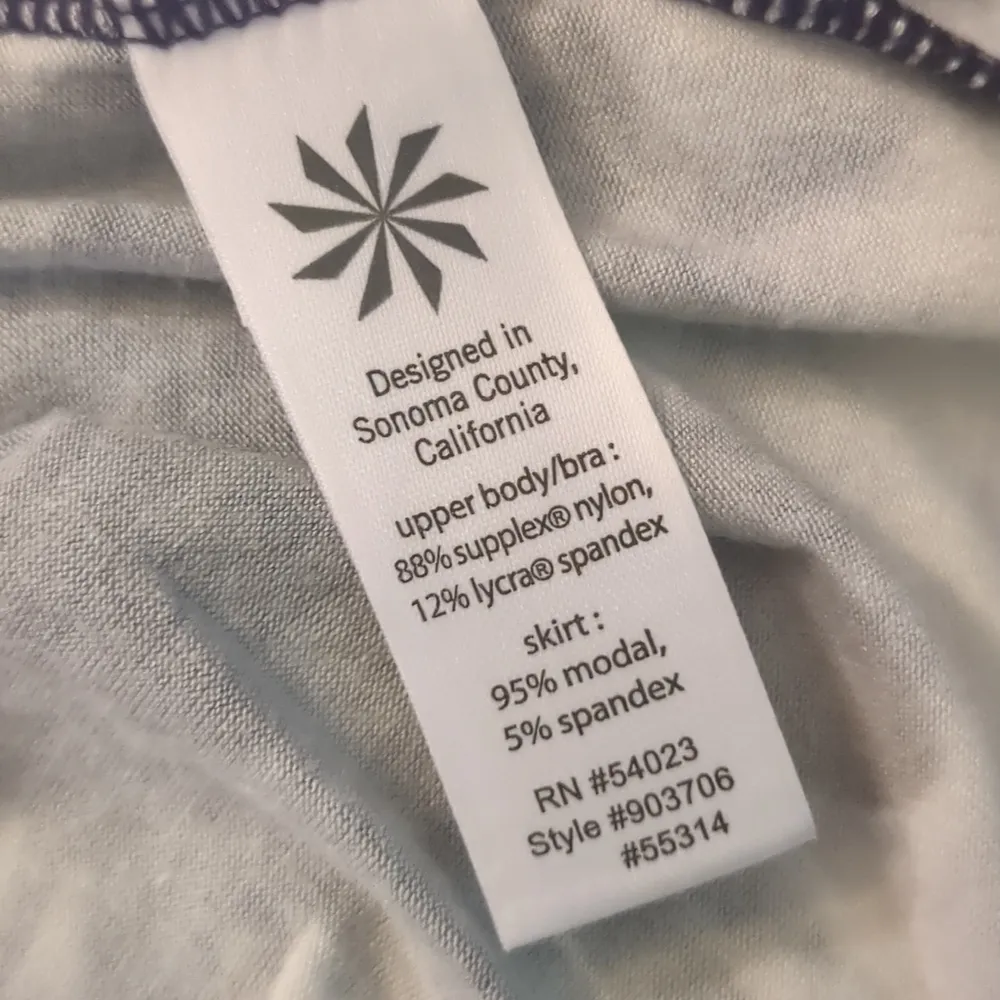 Designed in
Sonoma County,
California
upper body/bra :
88% supplex® nylon,
12% lycra® spandex
skirt :
95% modal,
5% spandex
RN #54023
Style #903706
#55314